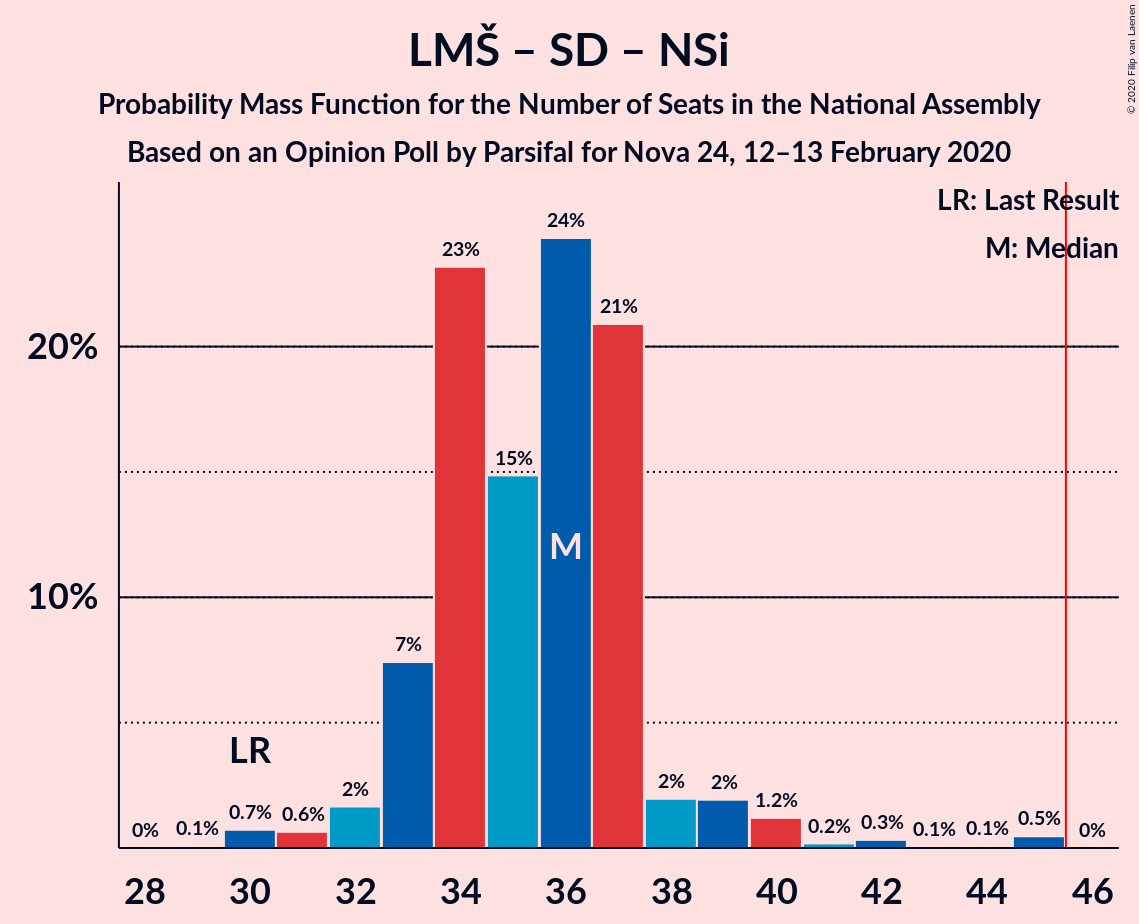 LMŠ – SD – NSi
Probability Mass Function for the Number of Seats in the National Assembly
Based on an Opinion Poll by Parsifal for Nova 24, 12–13 February 2020
© 2020 Filip van Laenen
LR: Last Result
M: Median
20%
10%
0%
0.1%
0.7%
0.6%
2%
7%
23%
15%
24%
21%
2%
2%
1.2%
0.2%
0.3%
0.1%
0.1%
0.5%
0%
LR
M
28 30 32 34 36 38 40 42 44 46